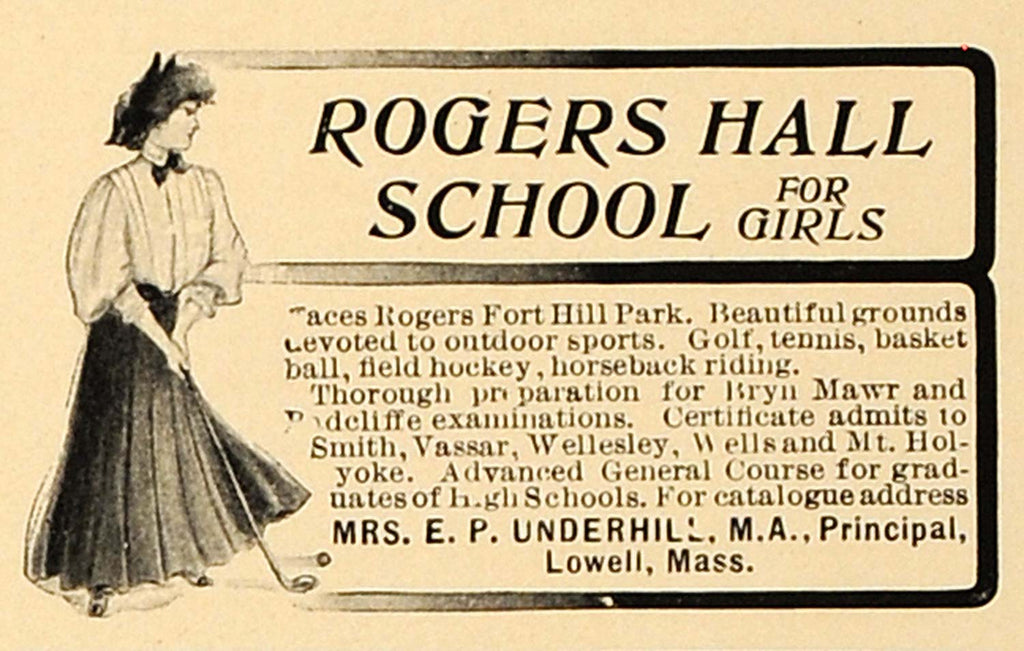 ROGERS HALL
SCHOOL FOR GIRLS
Faces Rogers Fort Hill Park. Beautiful grounds
devoted to outdoor sports. Golf, tennis, basket
ball, field hockey, horseback riding.
Thorough preparation for Bryn Mawr and
Radcliffe examinations. Certificate admits to
Smith, Vassar, Wellesley, Wells and Mt. Hol-
yoke. Advanced General Course for grad-
uates of High Schools. For catalogue address
MRS. E. P. UNDERHILL, M.A., Principal,
Lowell, Mass.